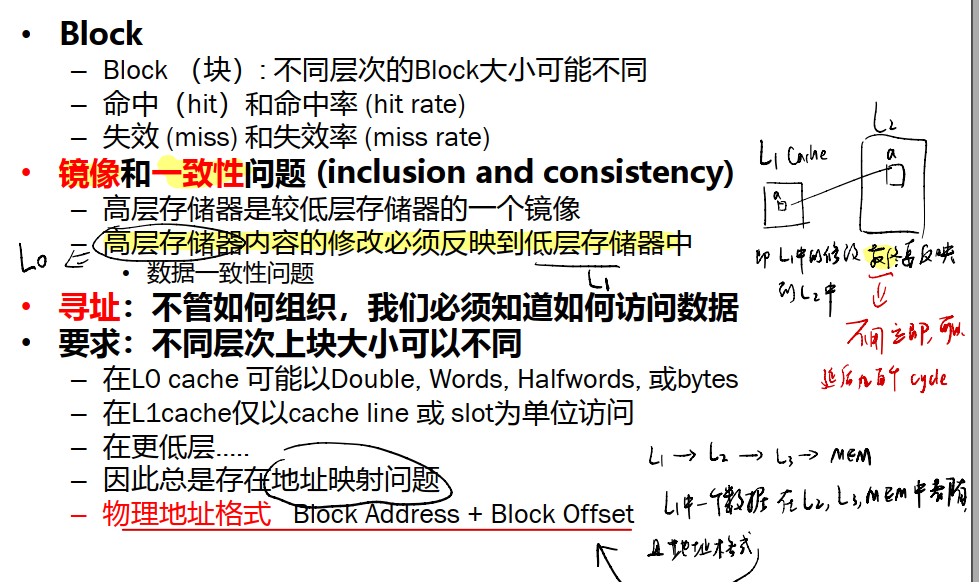 • Block
– Block （块）: 不同层次的Block大小可能不同
– 命中（hit）和命中率 (hit rate)
– 失效 (miss) 和失效率 (miss rate)
• 镜像和一致性问题 (inclusion and consistency)
– 高层存储器是较低层存储器的一个镜像
– 高层存储器内容的修改必须反映到低层存储器中
• 数据一致性问题
• 寻址：不管如何组织，我们必须知道如何访问数据
• 要求：不同层次上块大小可以不同
– 在L0 cache 可能以Double, Words, Halfwords, 或bytes
– 在L1cache仅以cache line 或 slot为单位访问
– 在更低层.....
– 因此总是存在地址映射问题
– 物理地址格式 Block Address + Block Offset
L0
L1
L2
L1 Cache
a
a
即 L1中的修改 最终要反映
到L2中
不用立即, 可以
延后几百个 cycle
L1 → L2 → L3 → MEM
L1中一个数据 在L2, L3, MEM中都有,
且地址格式